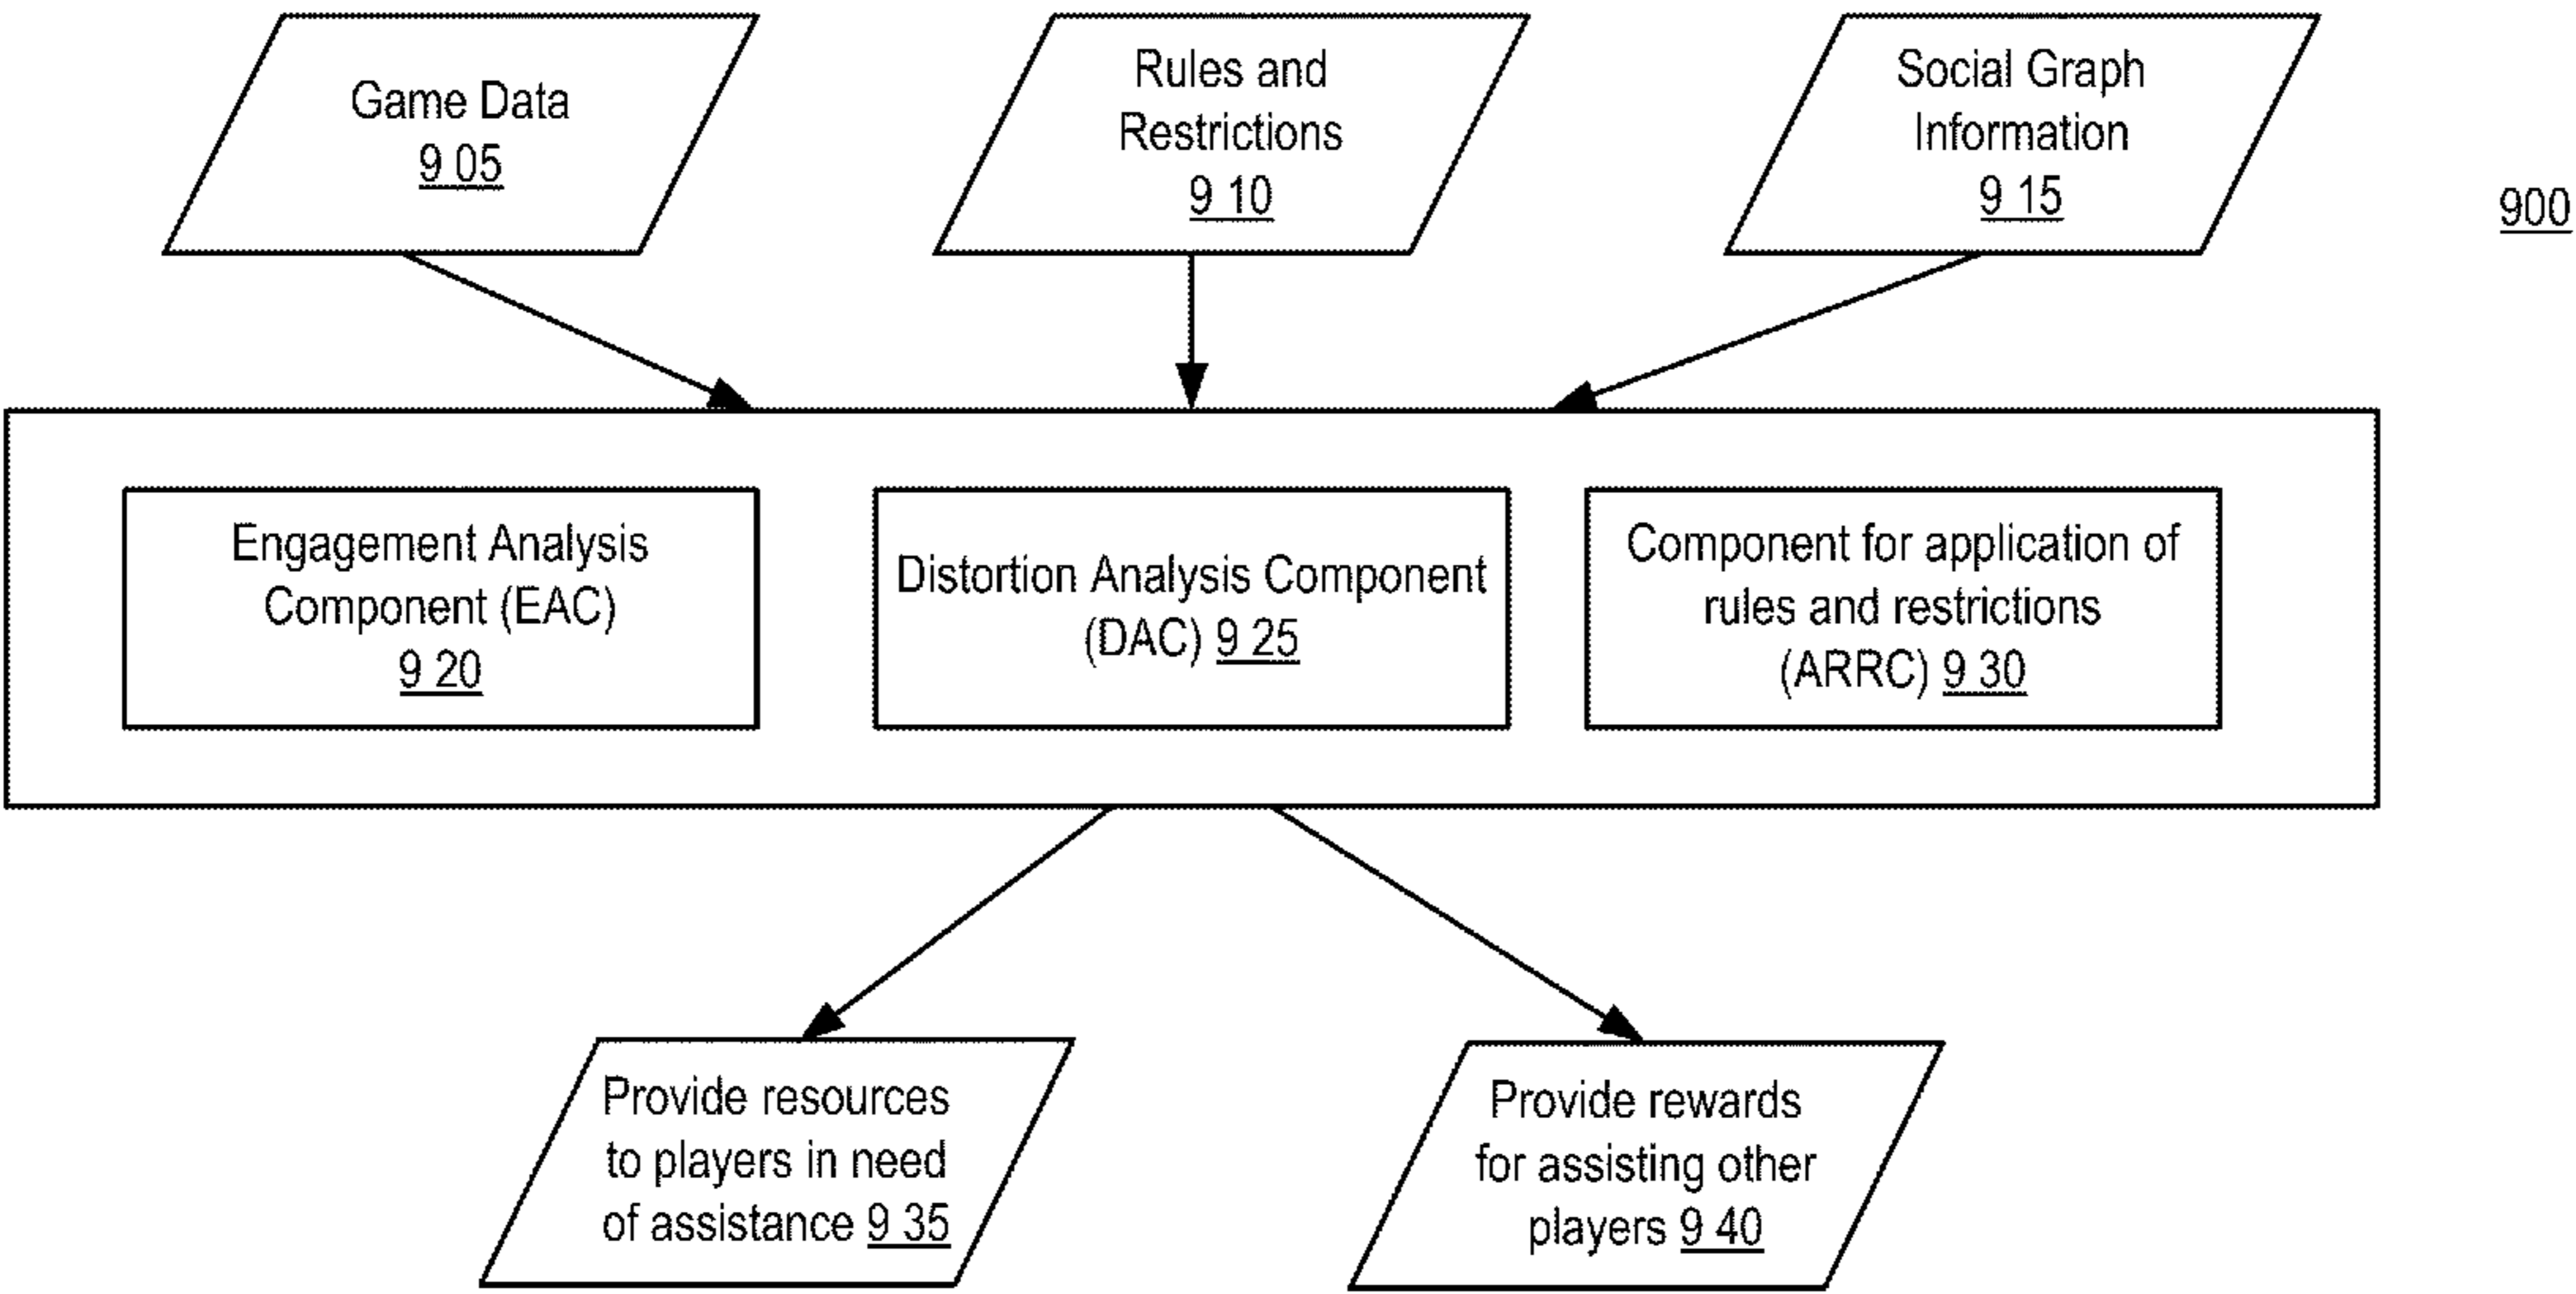 Game Data
9 05
Rules and
Restrictions
9 10
Social Graph
Information
9 15
900
Engagement Analysis
Component (EAC)
9 20
Distortion Analysis Component
(DAC) 9 25
Component for application of
rules and restrictions
(ARRC) 9 30
Provide resources
to players in need
of assistance 9 35
Provide rewards
for assisting other
players 9 40